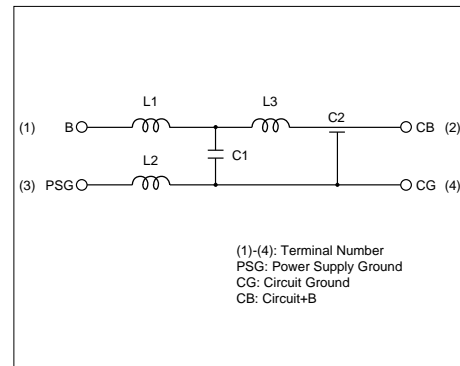 L1 L3
C2
(1) B CB (2)
C1
L2
(3) PSG CG (4)
(1)-(4): Terminal Number
PSG: Power Supply Ground
CG: Circuit Ground
CB: Circuit+B